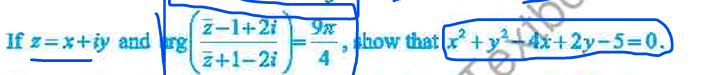 If z=x+iy and arg((z̅-1+2i)/(z̅+1-2i))=9π/4, show that x²+y²-4x+2y-5=0.